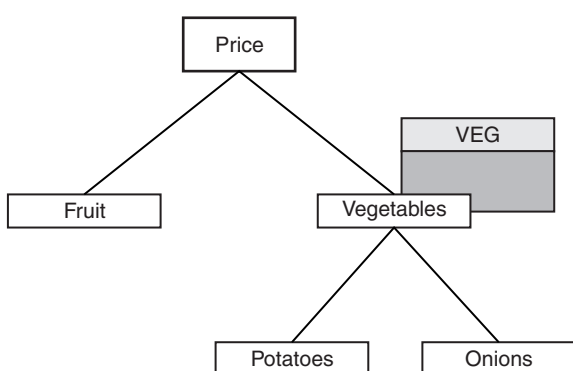 Price
VEG
Fruit
Vegetables
Potatoes
Onions